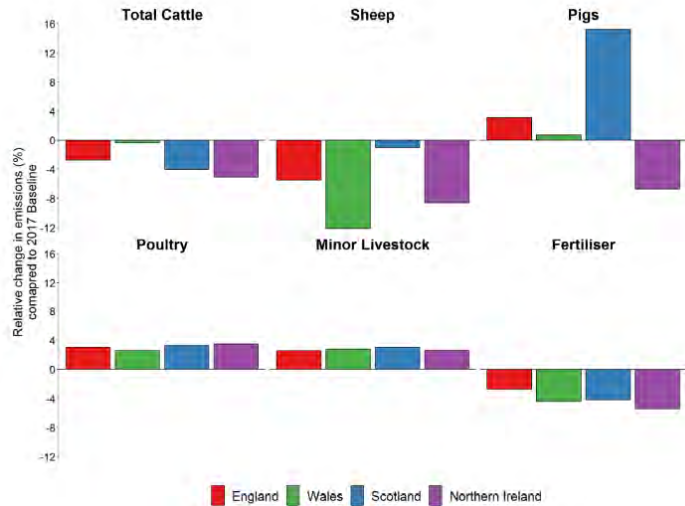 Total Cattle
Sheep
Pigs
16
12
8
4
0
-4
-8
-12
Relative change in emissions (%)
comapred to 2017 Baseline
Poultry
Minor Livestock
Fertiliser
16
12
8
4
0
-4
-8
-12
England
Wales
Scotland
Northern Ireland